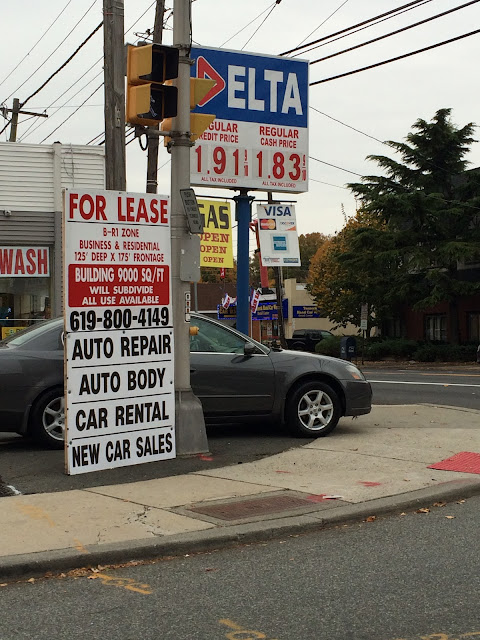 DELTA
REGULAR REGULAR
CREDIT PRICE CASH PRICE
1.91 1.83
ALL TAX INCLUDED ALL TAX INCLUDED
GAS
OPEN
OPEN
OPEN
VISA
WASH
FOR LEASE
B-R1 ZONE
BUSINESS & RESIDENTIAL
125' DEEP X 175' FRONTAGE
BUILDING 9000 SQ/FT
WILL SUBDIVIDE
ALL USE AVAILABLE
619-800-4149
AUTO REPAIR
AUTO BODY
CAR RENTAL
NEW CAR SALES